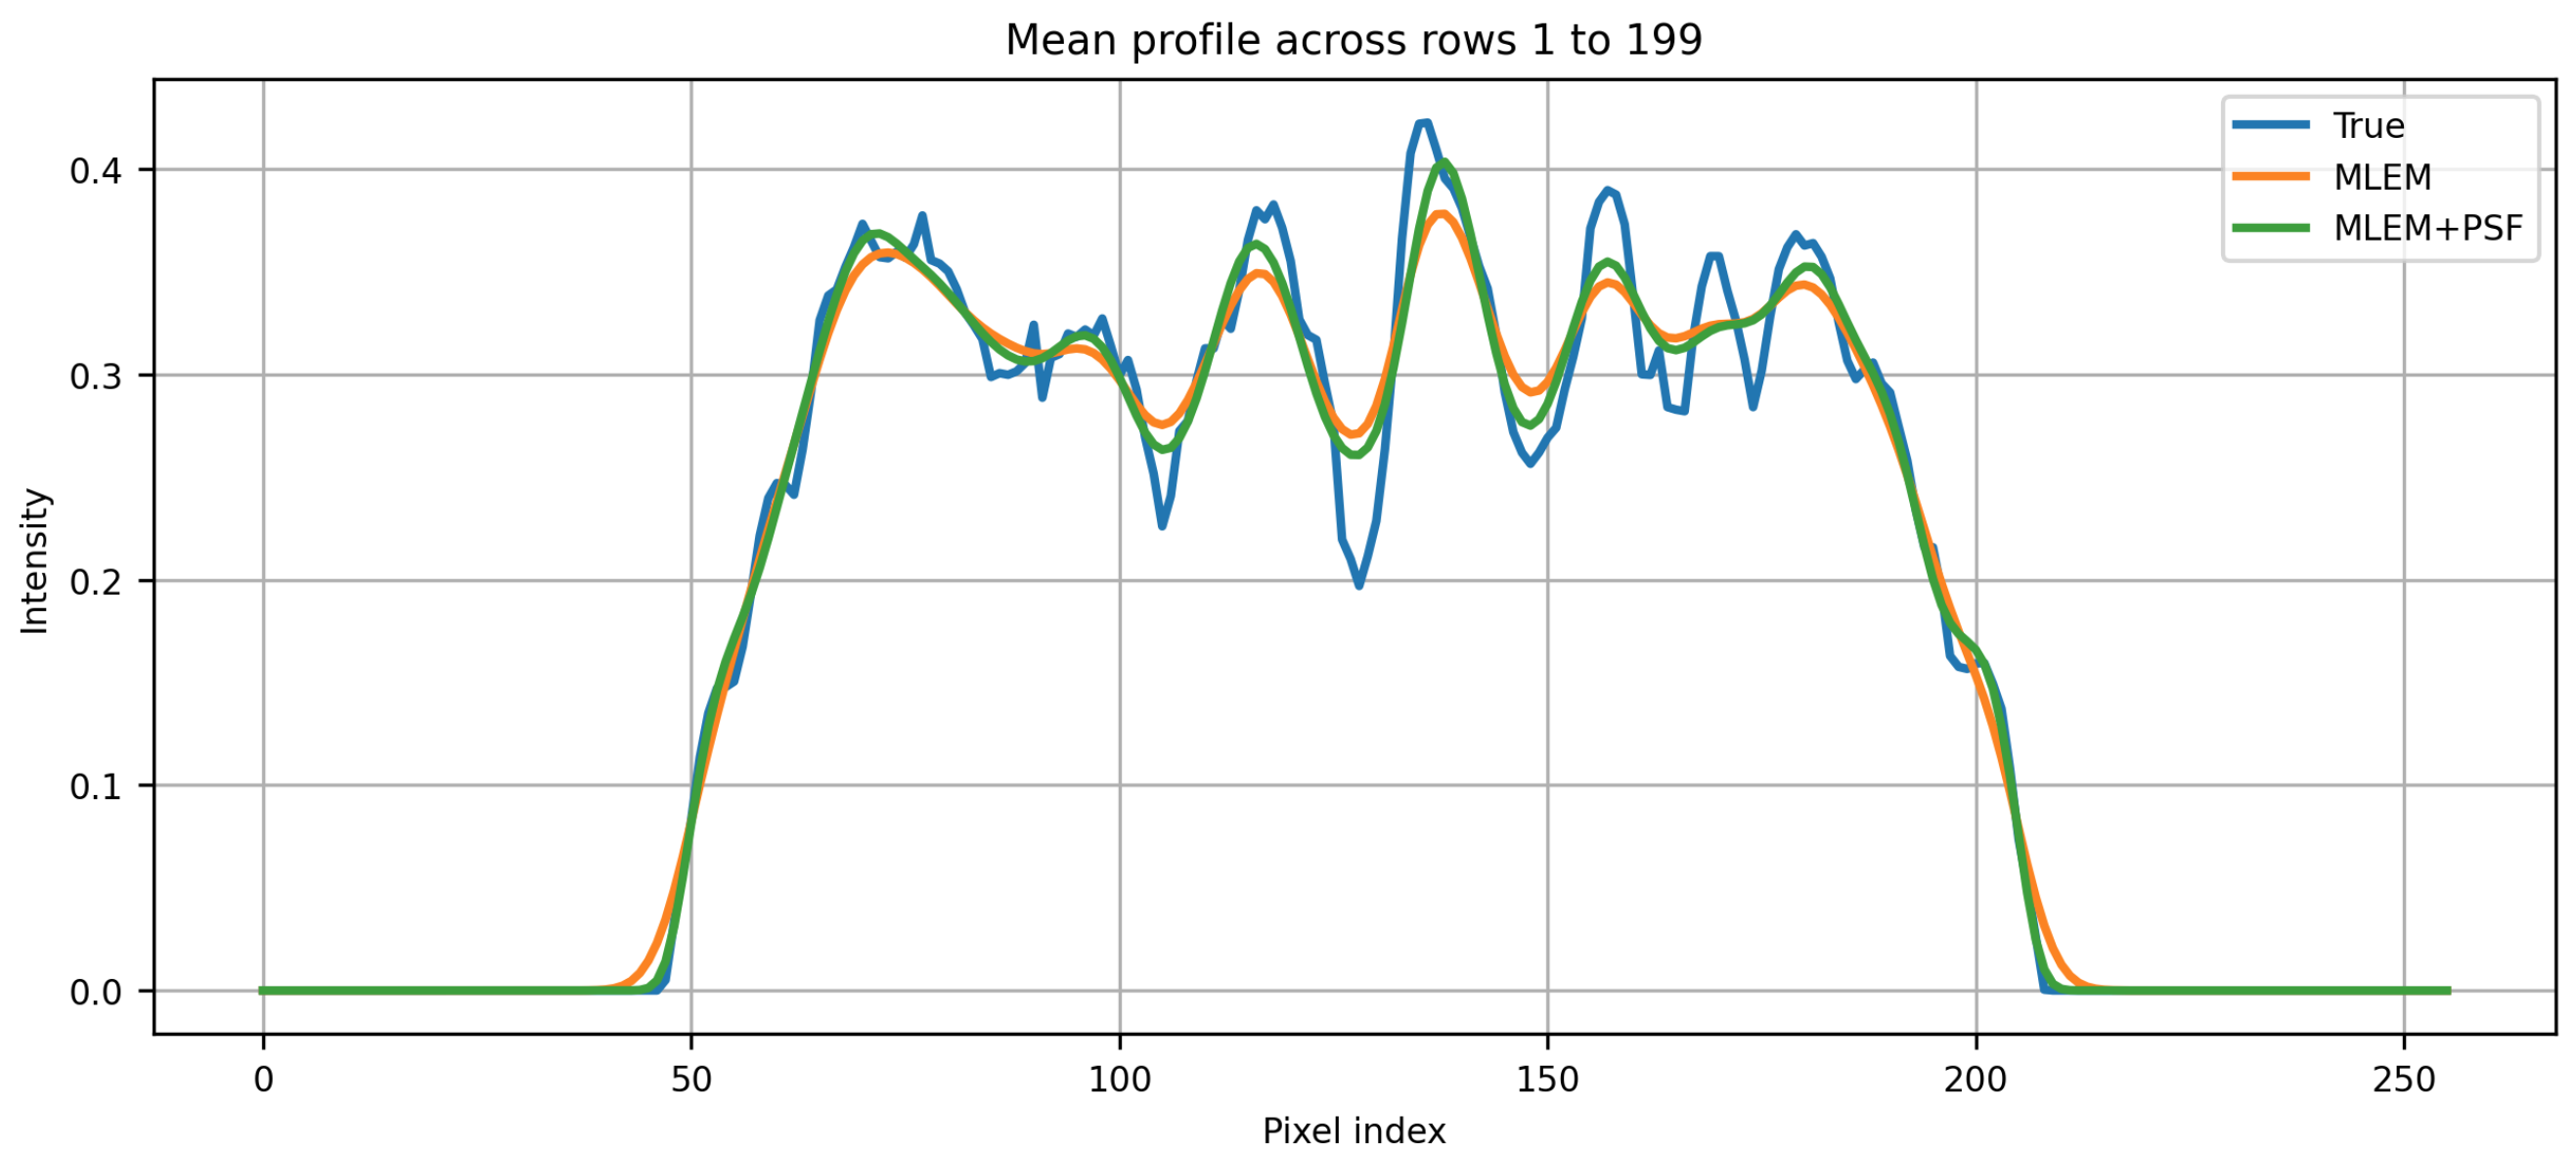 Mean profile across rows 1 to 199
True
MLEM
MLEM+PSF
0.4
0.3
0.2
0.1
0.0
Intensity
0 50 100 150 200 250
Pixel index